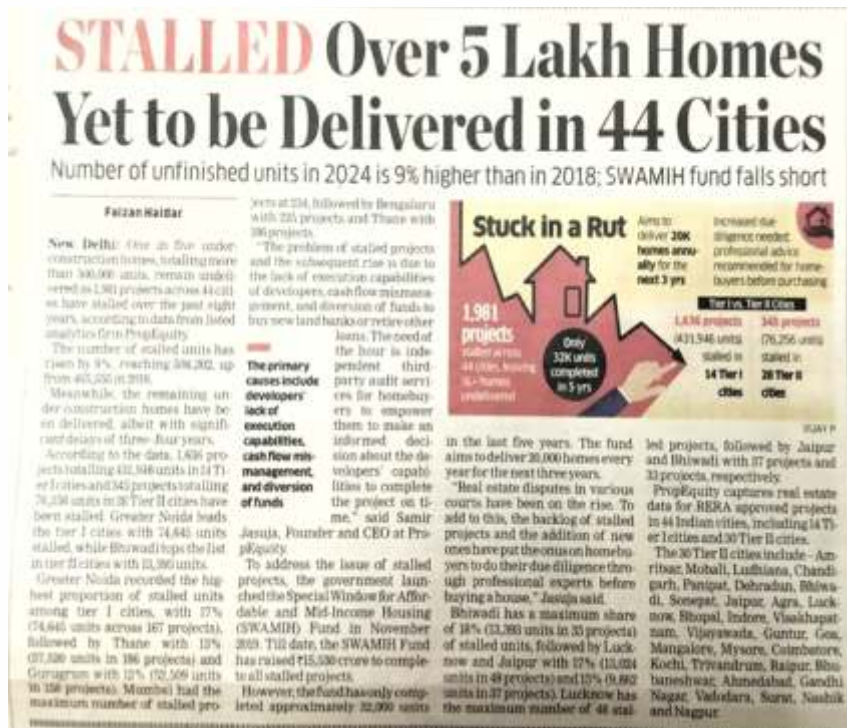 STALLED Over 5 Lakh Homes
Yet to be Delivered in 44 Cities
Number of unfinished units in 2024 is 9% higher than in 2018; SWAMIH fund falls short
Faizan Haidar
New Delhi: One in five under-
construction homes, totalling more
than 500,000 units, remain undeli-
vered as 1,981 projects across 44 citi-
es have stalled over the past eight
years, according to data from listed
analytics firm PropEquity.
The number of stalled units has
risen by 9%, reaching 508,202, up
from 465,555 in 2018.
Meanwhile, the remaining un-
der construction homes have be-
en delivered, albeit with signifi-
cant delays of three-four years.
According to the data, 1,636 pro-
jects totalling 431,946 units in 14 Ti-
er I cities and 345 projects totalling
76,256 units in 28 Tier II cities have
been stalled. Greater Noida leads
the tier I cities with 74,645 units
stalled, while Bhiwadi tops the list
in tier II cities with 13,393 units.
Greater Noida recorded the hig-
hest proportion of stalled units
among tier I cities, with 17%
(74,645 units across 167 projects),
followed by Thane with 13%
(57,520 units in 186 projects) and
Gurugram with 12% (52,509 units
in 158 projects). Mumbai had the
maximum number of stalled pro-
jects at 234, followed by Bengaluru
with 225 projects and Thane with
186 projects.
"The problem of stalled projects
and the subsequent rise is due to
the lack of execution capabilities
of developers, cash flow mismana-
gement, and diversion of funds to
buy new land banks or retire other
loans. The need of
the hour is inde-
pendent third-
party audit servi-
ces for homebuy-
ers to empower
them to make an
informed deci-
sion about the de-
velopers' capabi-
lities to complete
the project on ti-
me," said Samir
Jasuja, Founder and CEO at Pro-
pEquity.
The primary
causes include
developers'
lack of
execution
capabilities,
cash flow mis-
management,
and diversion
of funds
To address the issue of stalled
projects, the government laun-
ched the Special Window for Affor-
dable and Mid-Income Housing
(SWAMIH) Fund in November
2019. Till date, the SWAMIH Fund
has raised ₹15,530 crore to comple-
te all stalled projects.
However, the fund has only comp-
leted approximately 32,000 units
in the last five years. The fund
aims to deliver 20,000 homes every
year for the next three years.
"Real estate disputes in various
courts have been on the rise. To
add to this, the backlog of stalled
projects and the addition of new
ones have put the onus on homebu-
yers to do their due diligence thro-
ugh professional experts before
buying a house," Jasuja said.
Bhiwadi has a maximum share
of 18% (13,393 units in 33 projects)
of stalled units, followed by Luck-
now and Jaipur with 17% (13,024
units in 48 projects) and 13% (9,862
units in 37 projects). Lucknow has
the maximum number of 48 stal-
led projects, followed by Jaipur
and Bhiwadi with 37 projects and
33 projects, respectively.
PropEquity captures real estate
data for RERA approved projects
in 44 Indian cities, including 14 Ti-
er I cities and 30 Tier II cities.
The 30 Tier II cities include - Am-
ritsar, Mohali, Ludhiana, Chandi-
garh, Panipat, Dehradun, Bhiwa-
di, Sonepat, Jaipur, Agra, Luck-
now, Bhopal, Indore, Visakhapat-
nam, Vijayawada, Guntur, Goa,
Mangalore, Mysore, Coimbatore,
Kochi, Trivandrum, Raipur, Bhu-
baneshwar, Ahmedabad, Gandhi
Nagar, Vadodara, Surat, Nashik
and Nagpur.
Stuck in a Rut
Aims to
deliver 20K
homes annu-
ally for the
next 3 yrs
Increased due
diligence needed;
professional advice
recommended for home-
buyers before purchasing
1,981
projects
stalled across
44 cities, leaving
homes
undelivered
Only
32K units
completed
in 5 yrs
Tier I vs. Tier II Cities
1,636 projects
(431,946 units)
stalled in
14 Tier I
cities
345 projects
(76,256 units)
stalled in
28 Tier II
cities
VIJAY P